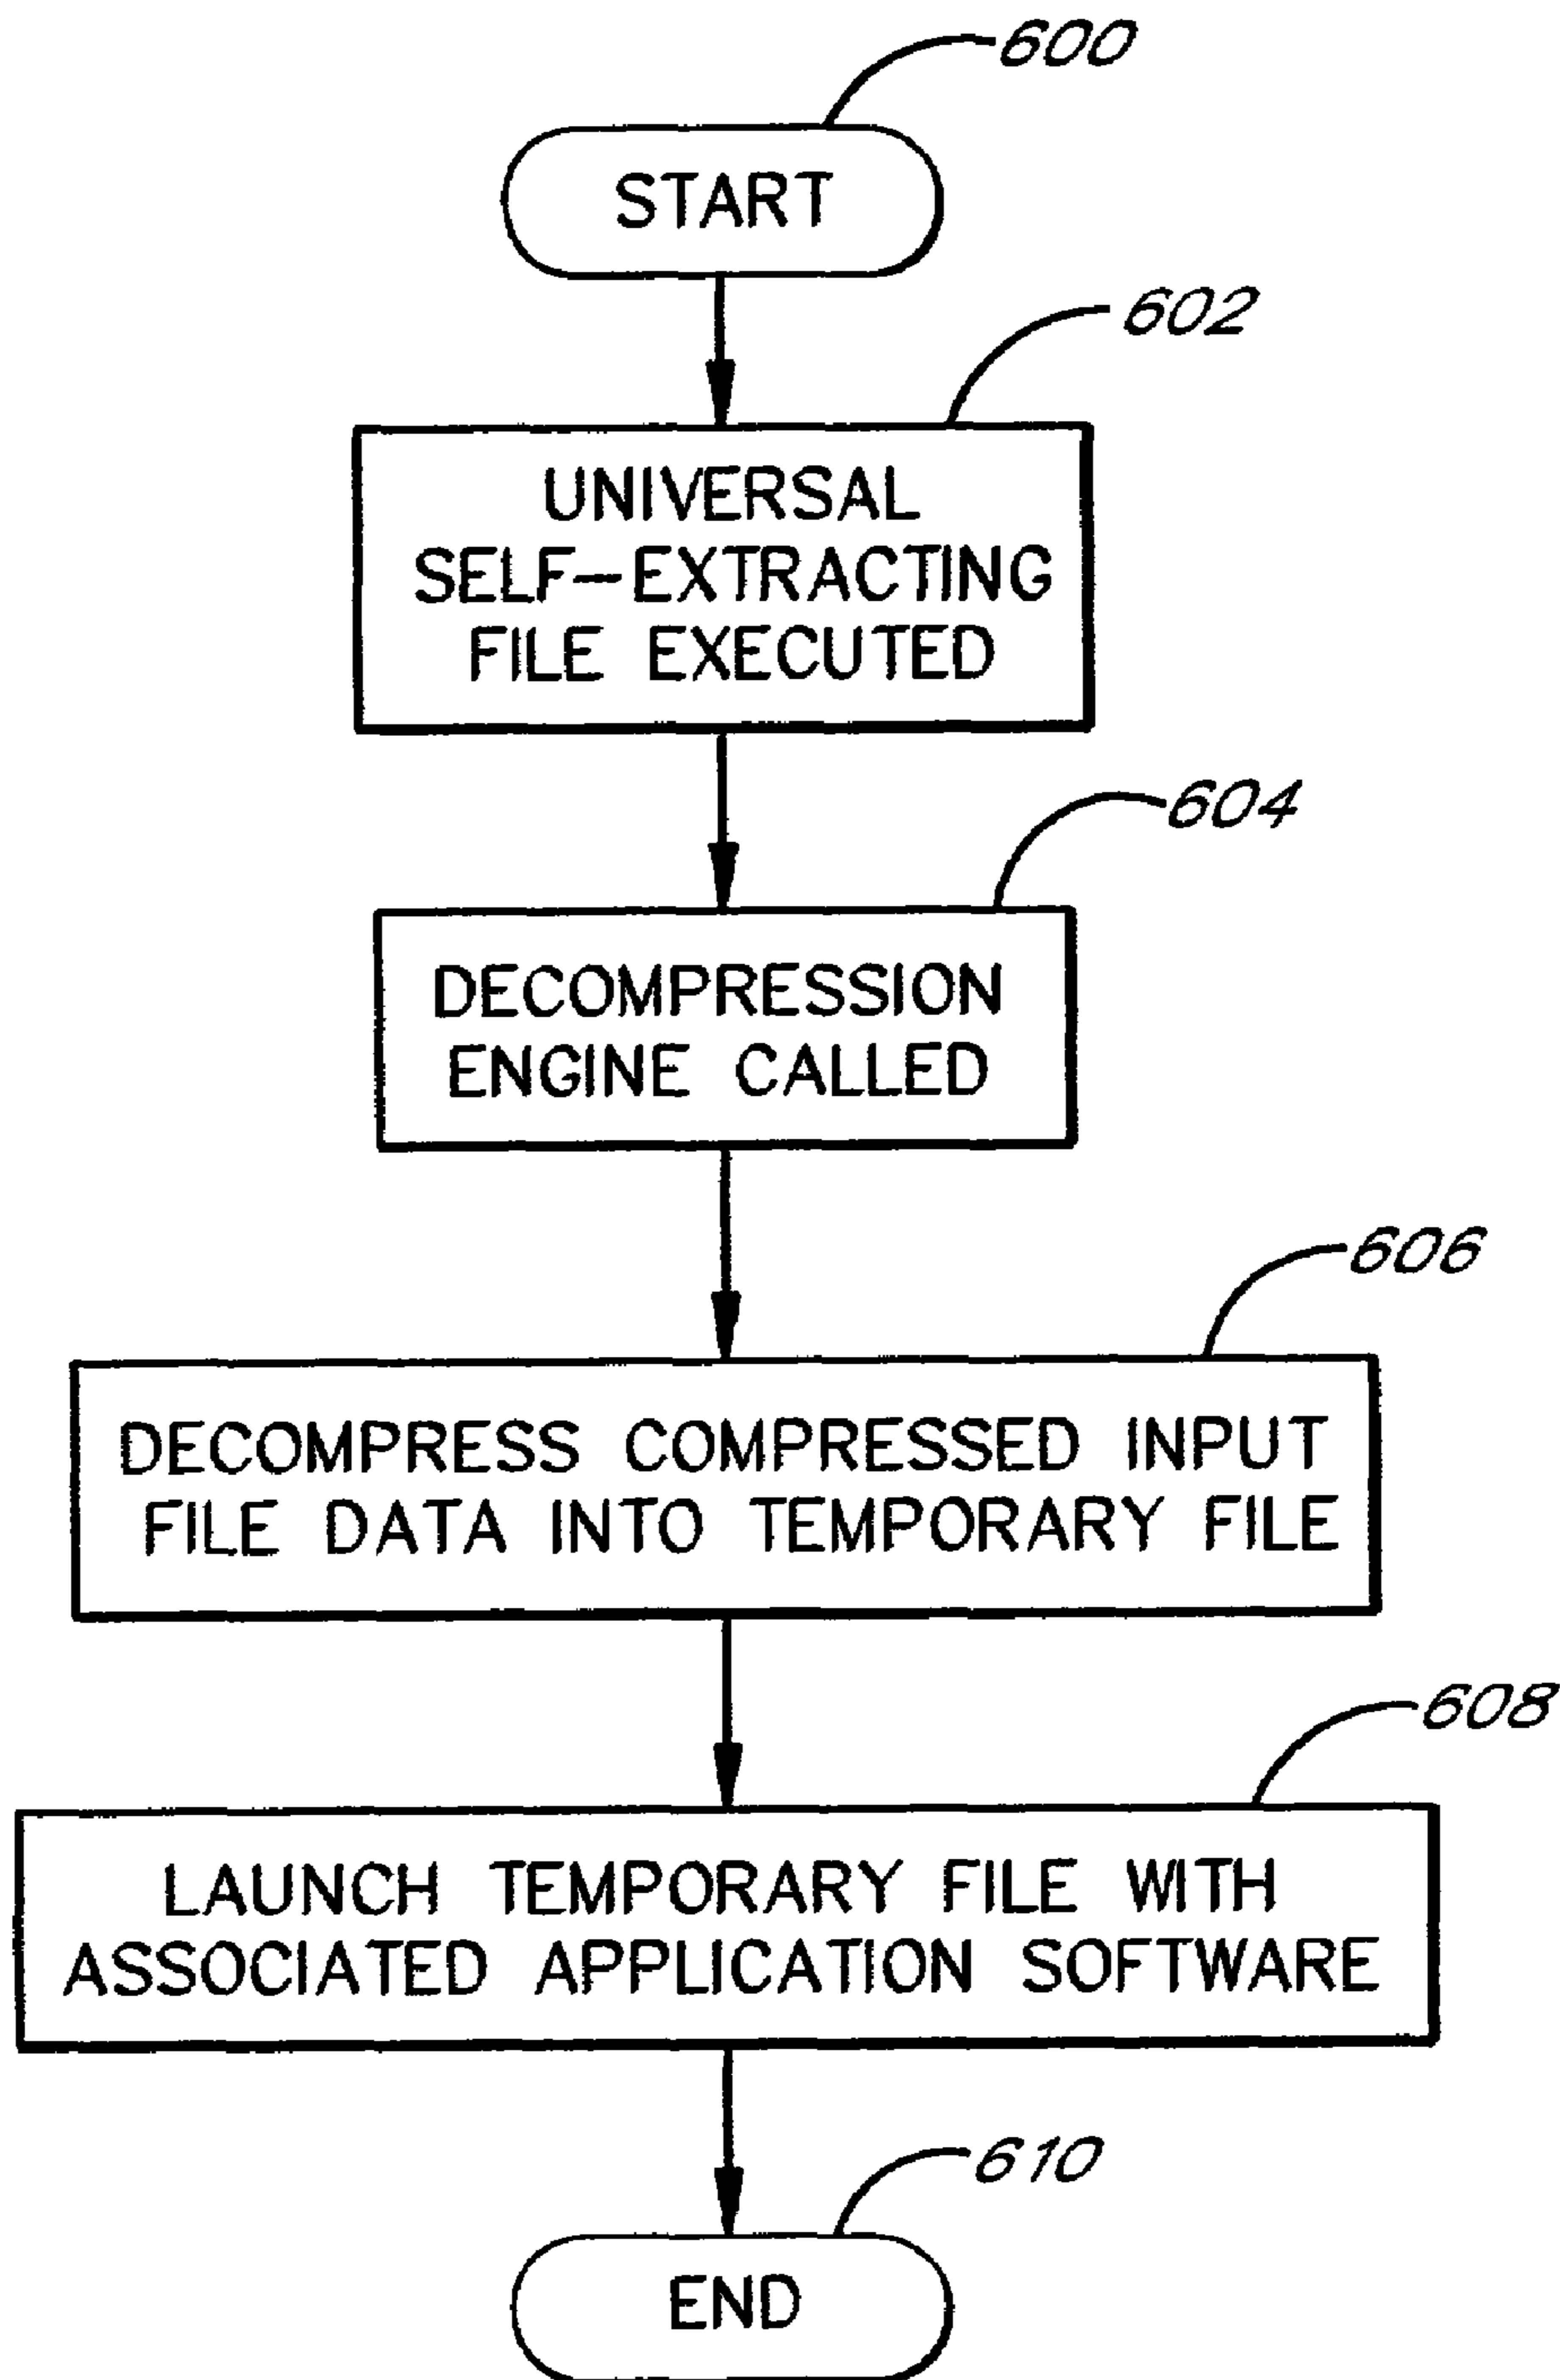 600
START
602
UNIVERSAL
SELF-EXTRACTING
FILE EXECUTED
604
DECOMPRESSION
ENGINE CALLED
606
DECOMPRESS COMPRESSED INPUT
FILE DATA INTO TEMPORARY FILE
608
LAUNCH TEMPORARY FILE WITH
ASSOCIATED APPLICATION SOFTWARE
610
END